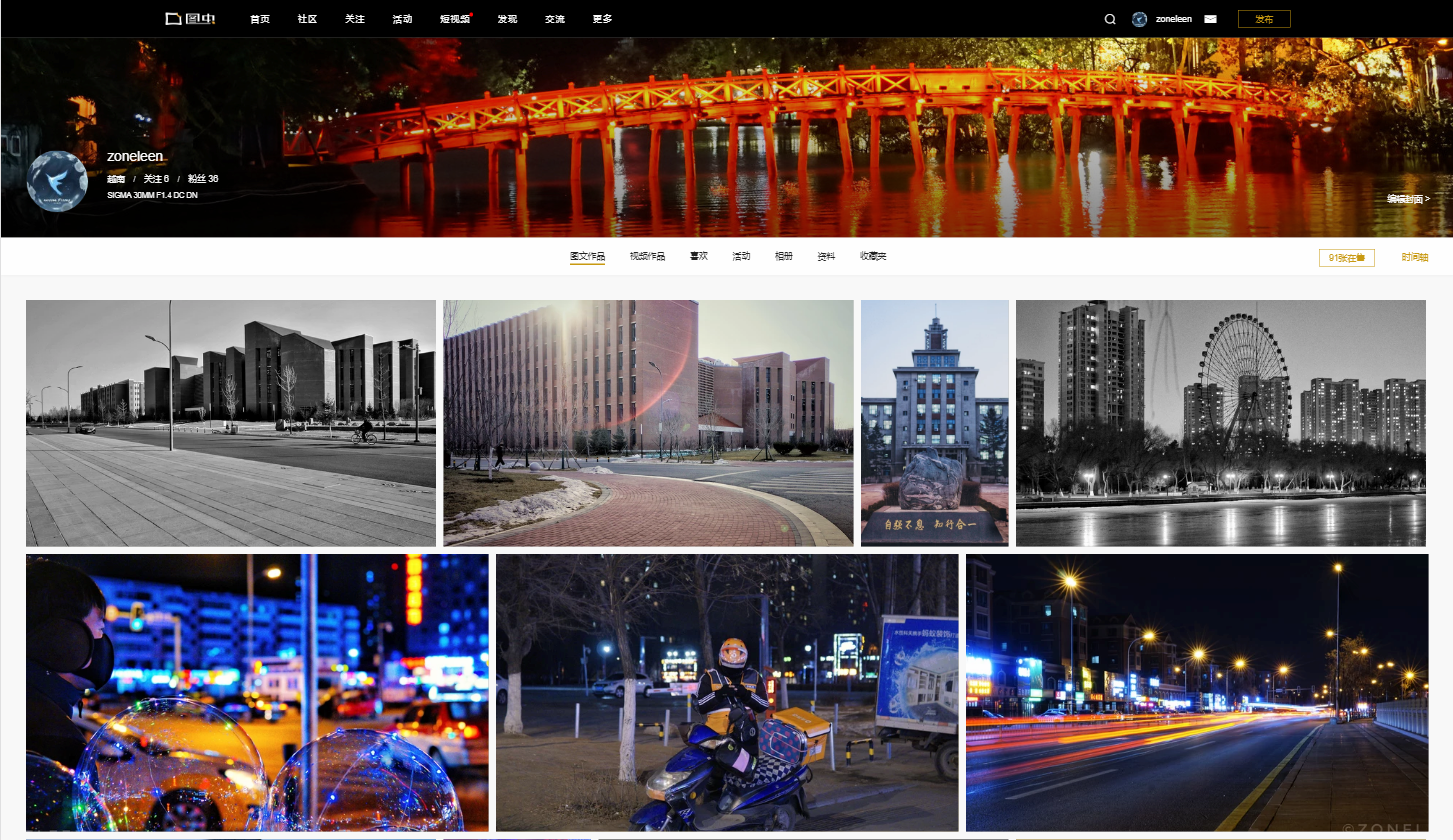 图虫
首页 社区 关注 活动 短视频 发现 交流 更多
zoneleen
发布
zoneleen
越南 / 关注 6 / 粉丝 36
SIGMA 30MM F1.4 DC DN
编辑封面 >
图文作品 视频作品 喜欢 活动 相册 资料 收藏夹
91张在售
时间轴
自强不息 知行合一
©ZONEL